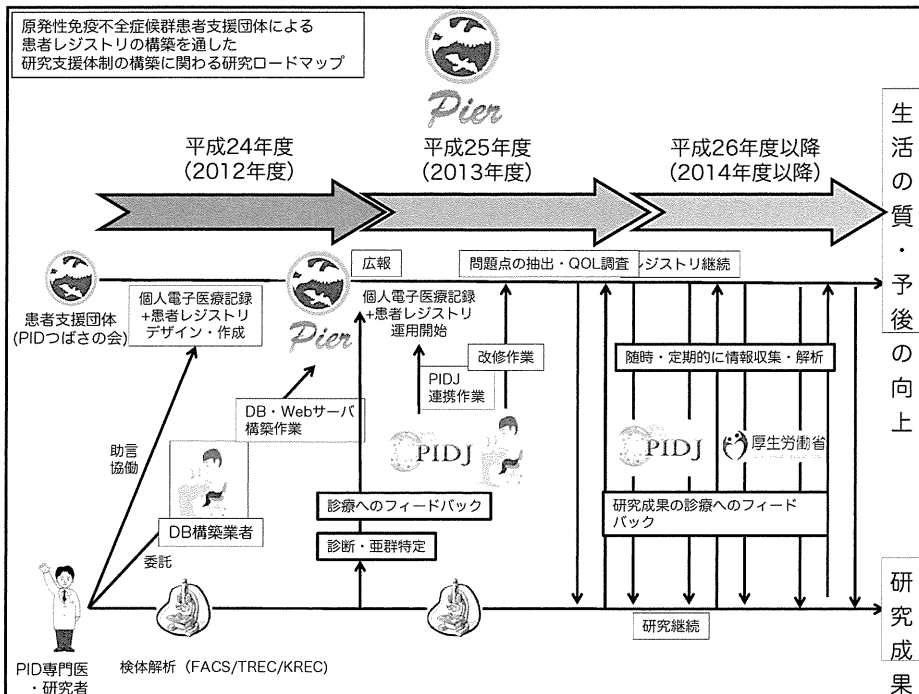 原発性免疫不全症候群患者支援団体による
患者レジストリの構築を通した
研究支援体制の構築に関わる研究ロードマップ
Pier
平成24年度
（2012年度）
平成25年度
（2013年度）
平成26年度以降
（2014年度以降）
生活の質・予後の向上
広報
問題点の抽出・QOL調査
レジストリ継続
患者支援団体
(PIDつばさの会)
個人電子医療記録
+患者レジストリ
デザイン・作成
Pier
個人電子医療記録
+患者レジストリ
運用開始
改修作業
随時・定期的に情報収集・解析
PIDJ
連携作業
DB・Webサーバ
構築作業
助言
協働
PIDJ
PIDJ
厚生労働省
診療へのフィードバック
研究成果の診療へのフィード
バック
DB構築業者
診断・亜群特定
委託
研究継続
研究成果
PID専門医
・研究者
検体解析（FACS/TREC/KREC）